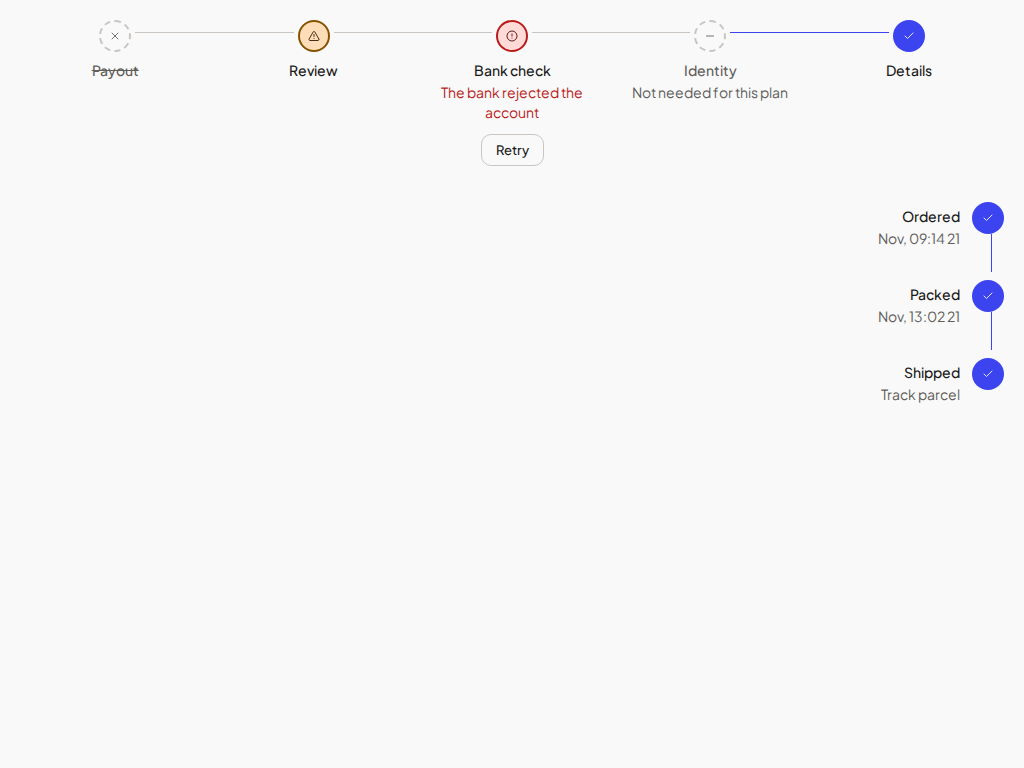 Payout
Review
Bank check
Identity
Details
The bank rejected the
account
Not needed for this plan
Retry
Ordered
Nov, 09:14 21
Packed
Nov, 13:02 21
Shipped
Track parcel